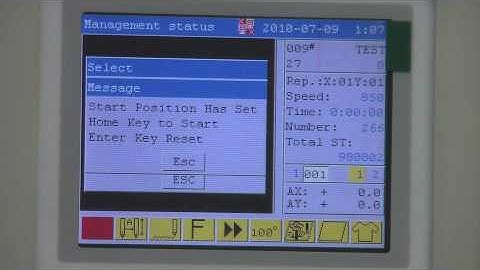 Management status 2010-07-09 1:07
009# TEST
27 0
Select
Message
Start Position Has Set
Home Key to Start
Enter Key Reset
Esc
ESC
Rep.:X:01Y:01
Speed: 850
Time: 0:00:00
Number: 266
Total ST:
980802
1 001 1 2
AX: + 0.0
AY: + 0.0
F 100°